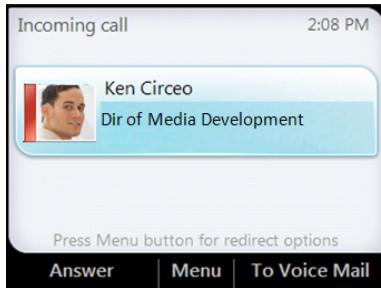 Incoming call 2:08 PM
Ken Circeo
Dir of Media Development
Press Menu button for redirect options
Answer Menu To Voice Mail